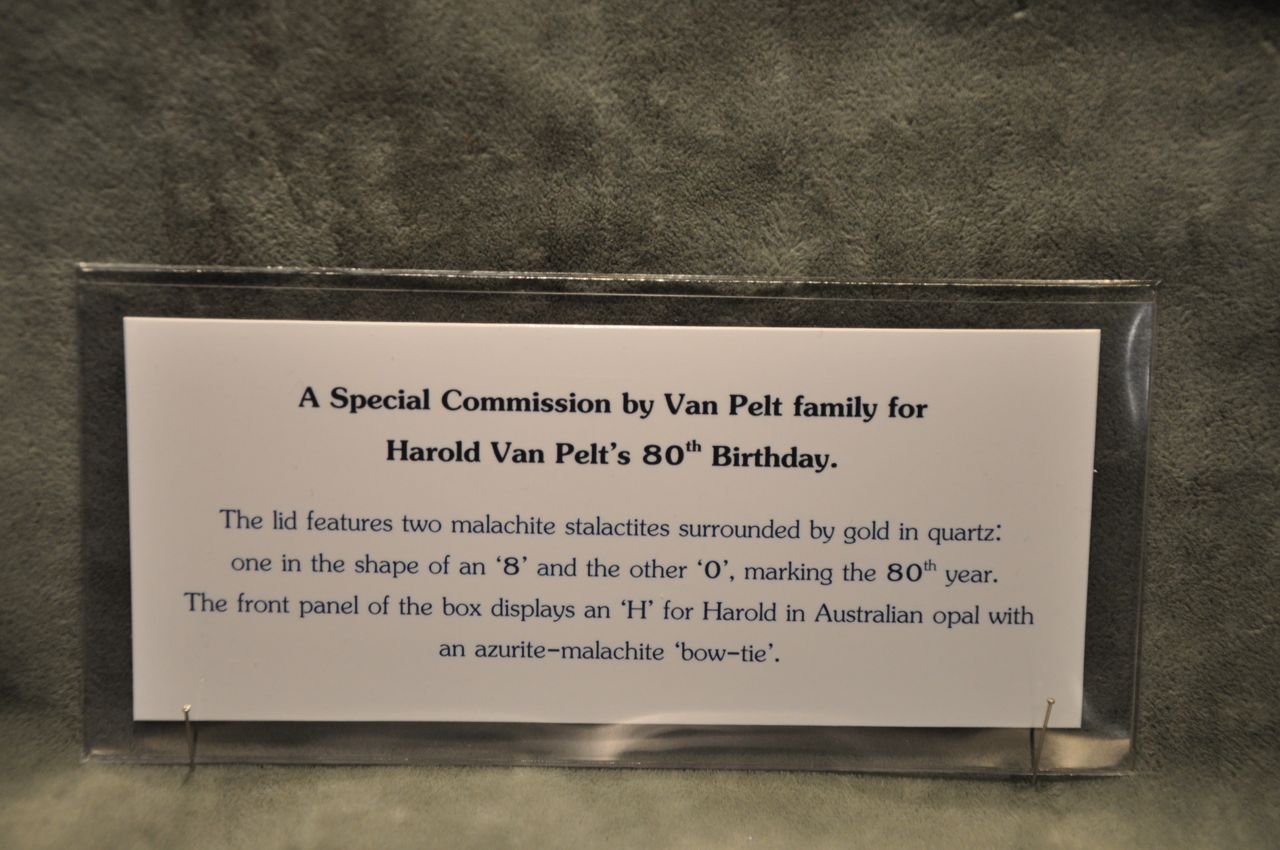 A Special Commission by Van Pelt family for
Harold Van Pelt's 80th Birthday.
The lid features two malachite stalactites surrounded by gold in quartz:
one in the shape of an ‘8’ and the other ‘0’, marking the 80th year.
The front panel of the box displays an ‘H’ for Harold in Australian opal with
an azurite-malachite ‘bow-tie’.